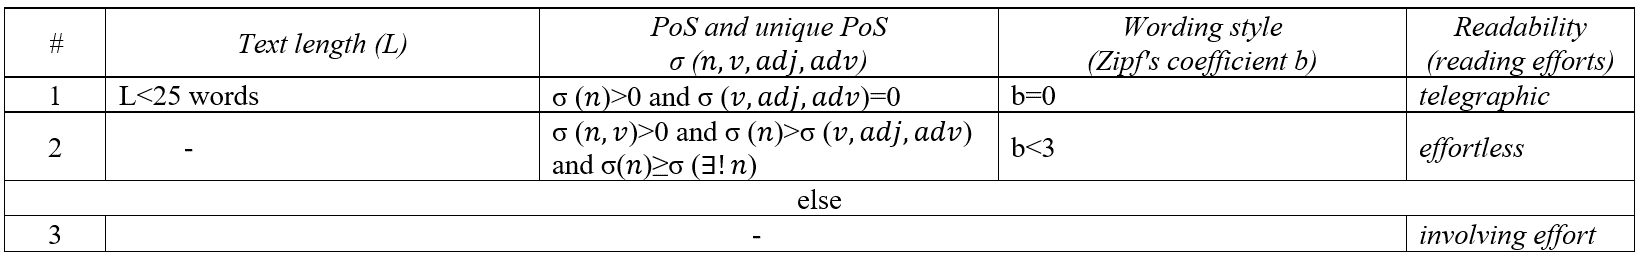 # Text length (L) PoS and unique PoS Wording style Readability
σ (n, v, adj, adv) (Zipf's coefficient b) (reading efforts)
1 L<25 words σ (n)>0 and σ (v, adj, adv)=0 b=0 telegraphic
2 - σ (n, v)>0 and σ (n)>σ (v, adj, adv) b<3 effortless
and σ(n)≥σ (∃! n)
else
3 - involving effort